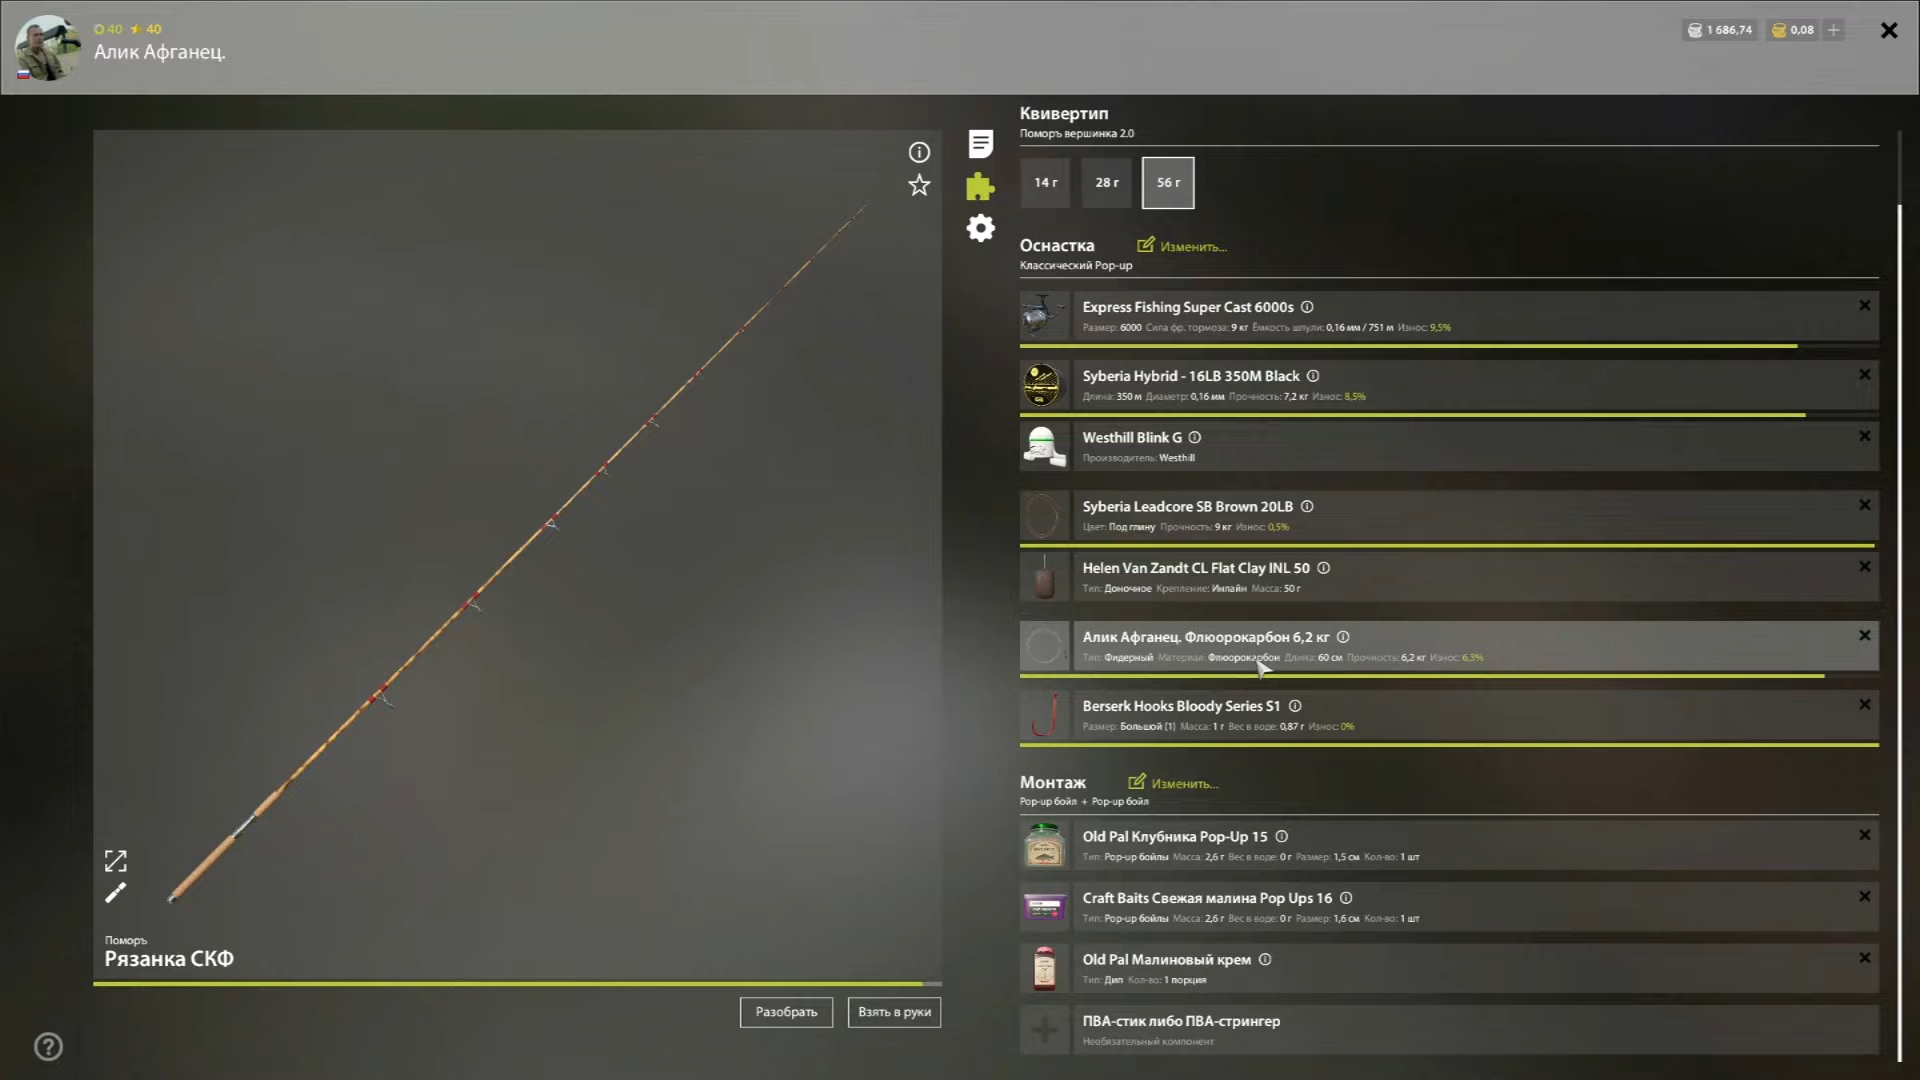 40 40
Алик Афганец.
1 686,74
0,08
Квивертип
Поморъ вершинка 2.0
14 г
28 г
56 г
Оснастка
Изменить...
Классический Pop-up
Express Fishing Super Cast 6000s
Размер: 6000 Сила фр. тормоза: 9 кг Ёмкость шпули: 0,16 мм / 751 м Износ: 9,5%
Syberia Hybrid - 16LB 350M Black
Длина: 350 м Диаметр: 0,16 мм Прочность: 7,2 кг Износ: 8,5%
Westhill Blink G
Производитель: Westhill
Syberia Leadcore SB Brown 20LB
Цвет: Под глину Прочность: 9 кг Износ: 0,5%
Helen Van Zandt CL Flat Clay INL 50
Тип: Доночное Крепление: Инлайн Масса: 50 г
Алик Афганец. Флюорокарбон 6,2 кг
Тип: Фидерный Материал: Флюорокарбон Длина: 60 см Прочность: 6,2 кг Износ: 6,3%
Berserk Hooks Bloody Series S1
Размер: Большой (1) Масса: 1 г Вес в воде: 0,87 г Износ: 0%
Монтаж
Изменить...
Pop-up бойл + Pop-up бойл
Old Pal Клубника Pop-Up 15
Тип: Pop-up бойлы Масса: 2,6 г Вес в воде: 0 г Размер: 1,5 см Кол-во: 1 шт
Craft Baits Свежая малина Pop Ups 16
Тип: Pop-up бойлы Масса: 2,6 г Вес в воде: 0 г Размер: 1,6 см Кол-во: 1 шт
Old Pal Малиновый крем
Тип: Дип Кол-во: 1 порция
ПВА-стик либо ПВА-стрингер
Необязательный компонент
Поморъ
Рязанка СКФ
Разобрать
Взять в руки